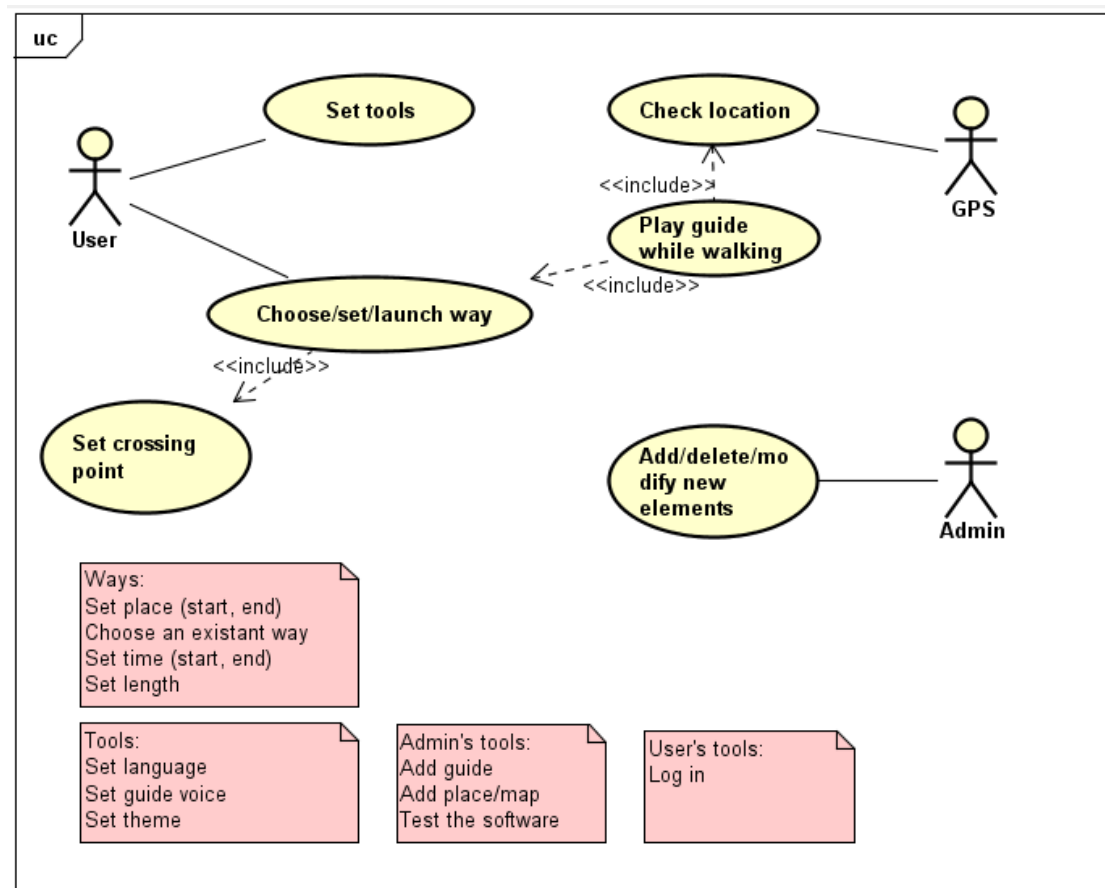 uc
Set tools
Check location
User
GPS
<<include>>
Play guide
while walking
<<include>>
Choose/set/launch way
<<include>>
Set crossing
point
Add/delete/mo
dify new
elements
Admin
Ways:
Set place (start, end)
Choose an existant way
Set time (start, end)
Set length
Tools:
Set language
Set guide voice
Set theme
Admin's tools:
Add guide
Add place/map
Test the software
User's tools:
Log in